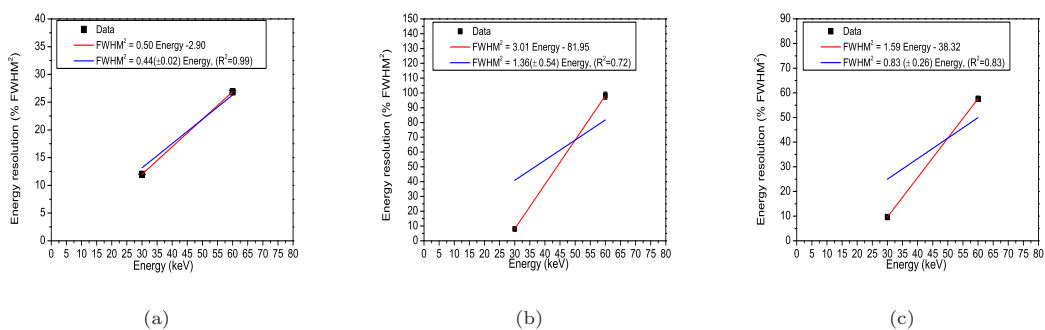 Energy resolution (% FWHM²)
40
35
30
25
20
15
10
5
0
Data
FWHM² = 0.50 Energy -2.90
FWHM² = 0.44(±0.02) Energy, (R²=0.99)
0 5 10 15 20 25 30 35 40 45 50 55 60 65 70 75 80
Energy (keV)
(a)
Energy resolution (% FWHM²)
150
140
130
120
110
100
90
80
70
60
50
40
30
20
10
0
Data
FWHM² = 3.01 Energy - 81.95
FWHM² = 1.36(± 0.54) Energy, (R²=0.72)
0 5 10 15 20 25 30 35 40 45 50 55 60 65 70 75 80
Energy (keV)
(b)
Energy resolution (% FWHM²)
90
80
70
60
50
40
30
20
10
0
Data
FWHM² = 1.59 Energy - 38.32
FWHM² = 0.83 (± 0.26) Energy, (R²=0.83)
0 5 10 15 20 25 30 35 40 45 50 55 60 65 70 75 80
Energy (keV)
(c)